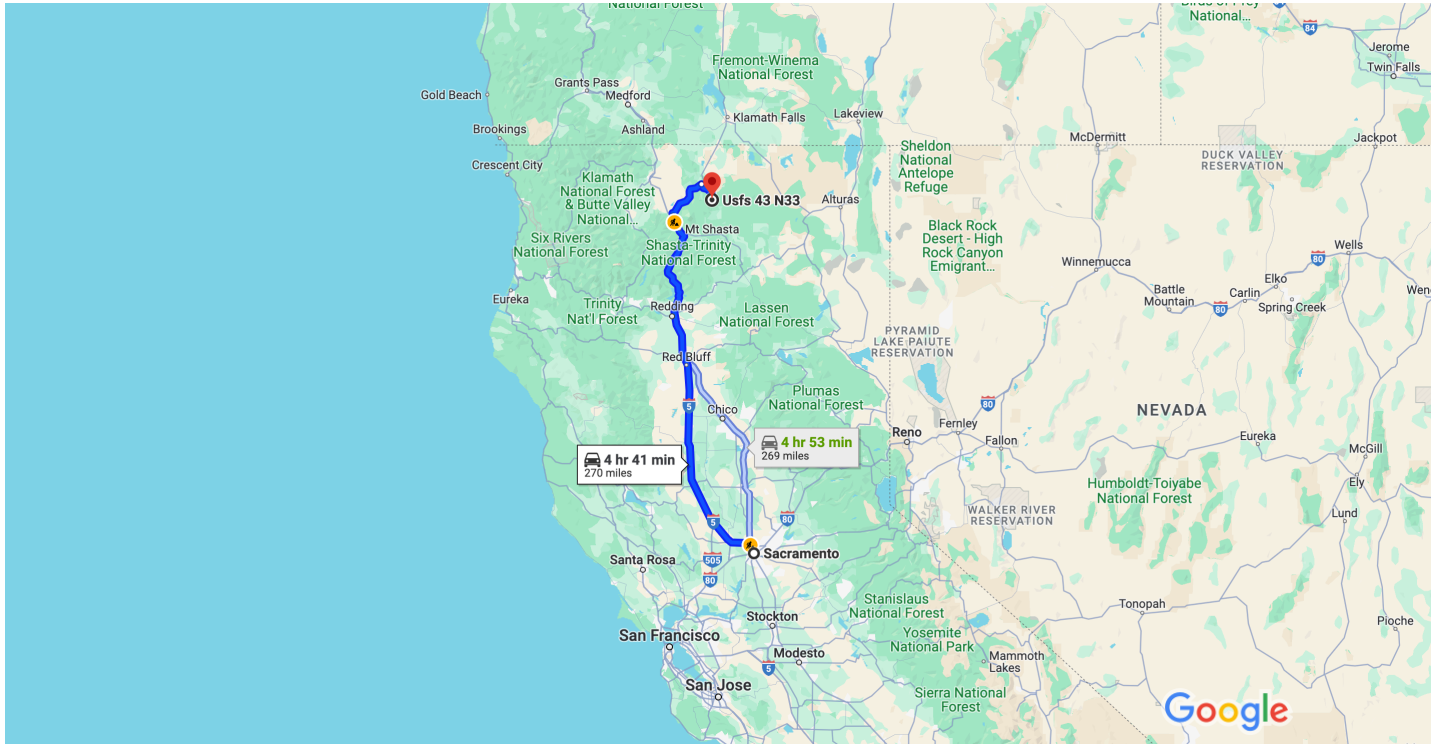 National Forest
Birds of Prey
National...
84
Jerome
Twin Falls
Fremont-Winema
National Forest
Grants Pass
Medford
Gold Beach
Klamath Falls
Lakeview
Brookings
Ashland
McDermitt
Jackpot
Crescent City
Sheldon
National
Antelope
Refuge
DUCK VALLEY
RESERVATION
Klamath
National Forest
& Butte Valley
National...
Usfs 43 N33
Alturas
Mt Shasta
Six Rivers
National Forest
Shasta-Trinity
National Forest
Black Rock
Desert - High
Rock Canyon
Emigrant...
Wells
80
Winnemucca
Elko
Eureka
Battle
Mountain
Carlin
Spring Creek
80
Trinity
Nat'l Forest
Redding
Lassen
National Forest
PYRAMID
LAKE PAIUTE
RESERVATION
Red Bluff
Plumas
National Forest
5
Chico
80
NEVADA
Reno
Fernley
Fallon
Eureka
McGill
Ely
4 hr 53 min
269 miles
4 hr 41 min
270 miles
Humboldt-Toiyabe
National Forest
WALKER RIVER
RESERVATION
Lund
5
80
Sacramento
505
80
Santa Rosa
Stanislaus
National Forest
Tonopah
Stockton
Pioche
San Francisco
Yosemite
National Park
Modesto
Mammoth
Lakes
5
San Jose
Sierra National
Forest
Google